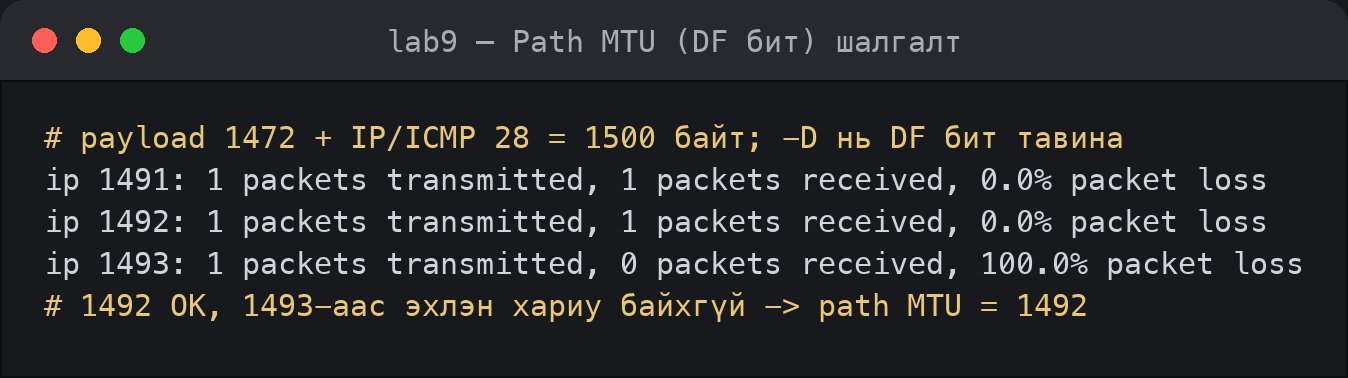 lab9 — Path MTU (DF бит) шалгалт
# payload 1472 + IP/ICMP 28 = 1500 байт; −D нь DF бит тавина
ip 1491: 1 packets transmitted, 1 packets received, 0.0% packet loss
ip 1492: 1 packets transmitted, 1 packets received, 0.0% packet loss
ip 1493: 1 packets transmitted, 0 packets received, 100.0% packet loss
# 1492 OK, 1493−аас эхлэн хариу байхгүй −> path MTU = 1492